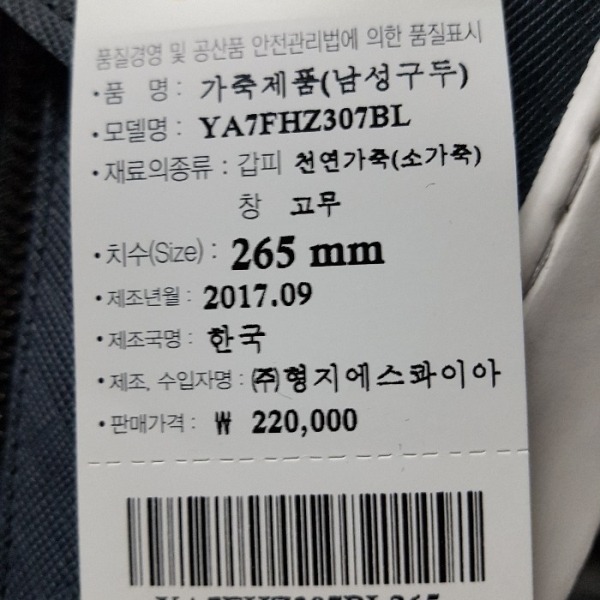 품질경영 및 공산품 안전관리법에 의한 품질표시
·품 명 : 가죽제품(남성구두)
·모델명 : YA7FHZ307BL
·재료의종류 : 갑피 천연가죽(소가죽)
창 고무
·치수(Size) : 265 mm
·제조년월 : 2017.09
·제조국명 : 한국
·제조, 수입자명 : ㈜형지에스콰이아
·판매가격 : ₩ 220,000
YA7FHZ307BL265